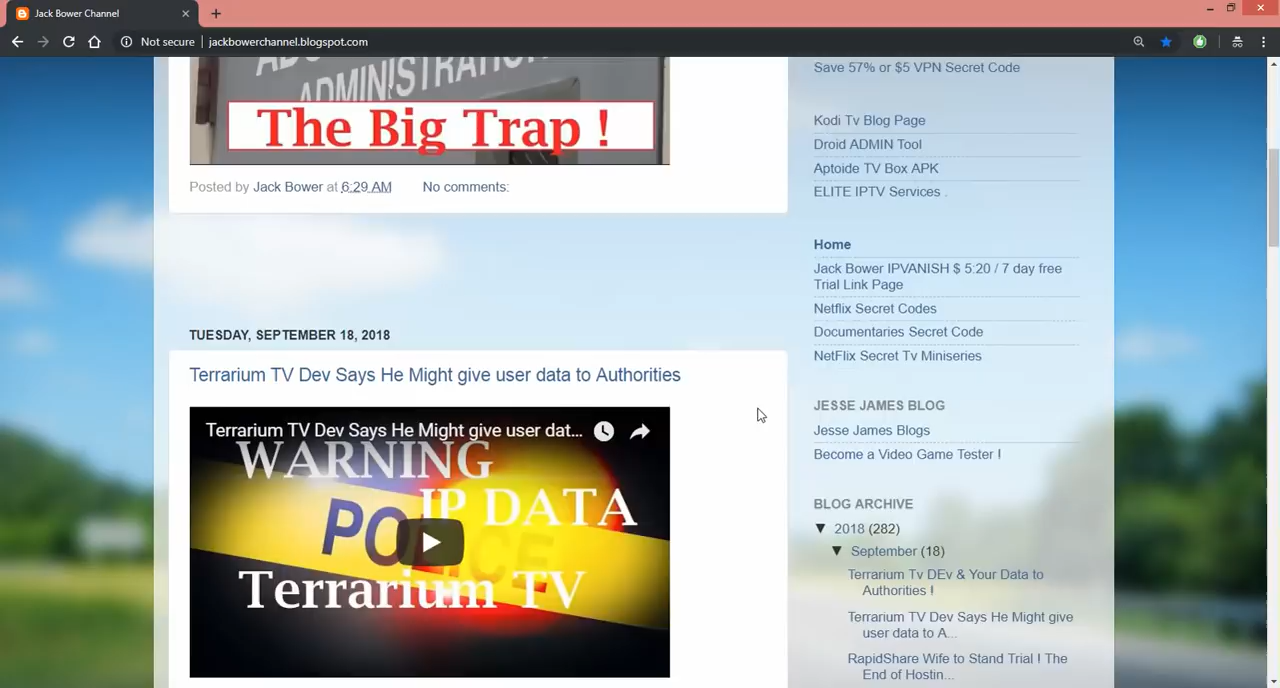 Jack Bower Channel
Not secure
jackbowerchannel.blogspot.com
ADMINISTRATION
The Big Trap !
Posted by Jack Bower at 6:29 AM No comments:
TUESDAY, SEPTEMBER 18, 2018
Terrarium TV Dev Says He Might give user data to Authorities
Terrarium TV Dev Says He Might give user dat...
WARNING
IP DATA
POLICE
Terrarium TV
Save 57% or $5 VPN Secret Code
Kodi Tv Blog Page
Droid ADMIN Tool
Aptoide TV Box APK
ELITE IPTV Services .
Home
Jack Bower IPVANISH $ 5:20 / 7 day free
Trial Link Page
Netflix Secret Codes
Documentaries Secret Code
NetFlix Secret Tv Miniseries
JESSE JAMES BLOG
Jesse James Blogs
Become a Video Game Tester !
BLOG ARCHIVE
▼ 2018 (282)
▼ September (18)
Terrarium Tv DEv & Your Data to
Authorities !
Terrarium TV Dev Says He Might give
user data to A...
RapidShare Wife to Stand Trial ! The
End of Hostin...